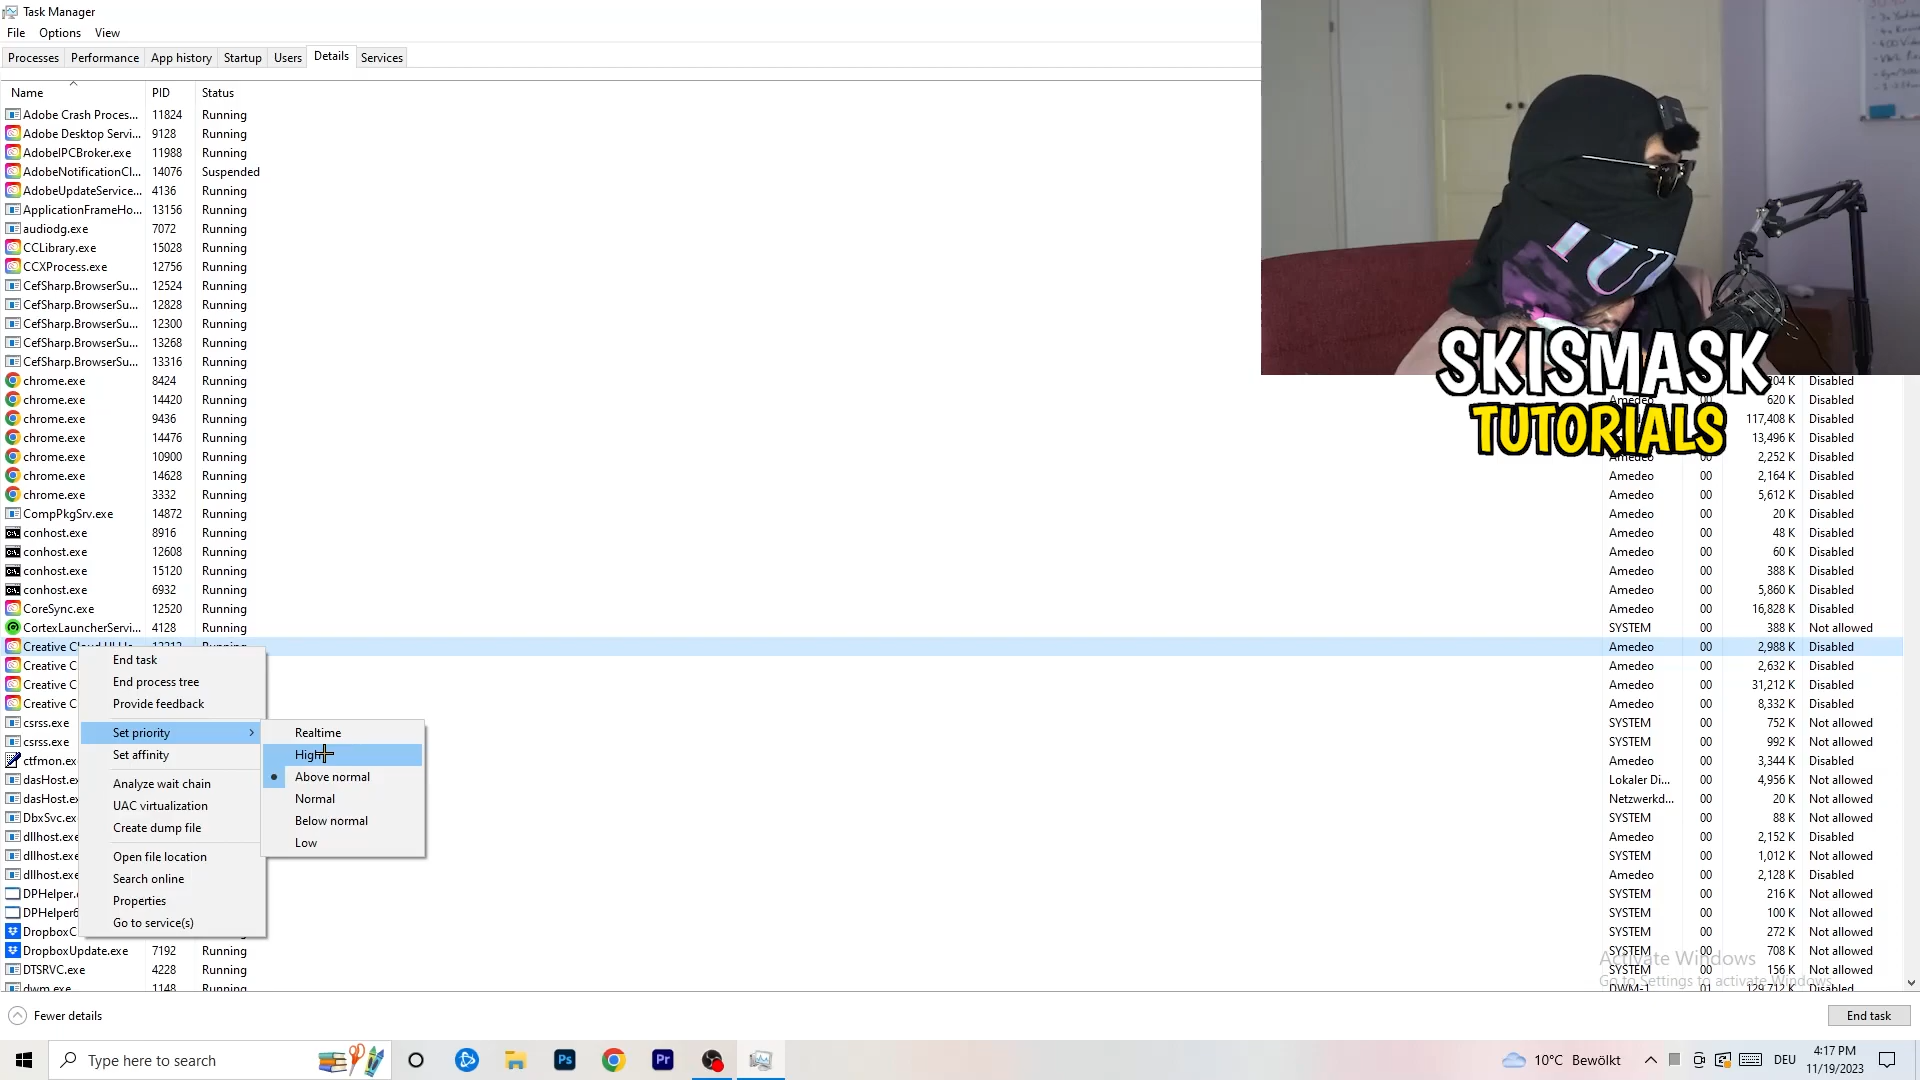 Task Manager
File Options View
Processes Performance App history Startup Users Details Services
Name PID Status
Adobe Crash Proces... 11824 Running
Adobe Desktop Servi... 9128 Running
AdobeIPCBroker.exe 11988 Running
AdobeNotificationCl... 14076 Suspended
AdobeUpdateService... 4136 Running
ApplicationFrameHo... 13156 Running
audiodg.exe 7072 Running
CCLibrary.exe 15028 Running
CCXProcess.exe 12756 Running
CefSharp.BrowserSu... 12524 Running
CefSharp.BrowserSu... 12828 Running
CefSharp.BrowserSu... 12300 Running
CefSharp.BrowserSu... 13268 Running
CefSharp.BrowserSu... 13316 Running
SKISMASK
TUTORIALS
chrome.exe 8424 Running 204 K Disabled
chrome.exe 14420 Running Amedeo 00 620 K Disabled
chrome.exe 9436 Running 117,408 K Disabled
chrome.exe 14476 Running 13,496 K Disabled
chrome.exe 10900 Running Amedeo 00 2,252 K Disabled
chrome.exe 14628 Running Amedeo 00 2,164 K Disabled
chrome.exe 3332 Running Amedeo 00 5,612 K Disabled
CompPkgSrv.exe 14872 Running Amedeo 00 20 K Disabled
conhost.exe 8916 Running Amedeo 00 48 K Disabled
conhost.exe 12608 Running Amedeo 00 60 K Disabled
conhost.exe 15120 Running Amedeo 00 388 K Disabled
conhost.exe 6932 Running Amedeo 00 5,860 K Disabled
CoreSync.exe 12520 Running Amedeo 00 16,828 K Disabled
CortexLauncherServi... 4128 Running SYSTEM 00 388 K Not allowed
Creative Cloud UI He... 13212 Running Amedeo 00 2,988 K Disabled
Creative C Amedeo 00 2,632 K Disabled
Creative C Amedeo 00 31,212 K Disabled
Creative C Amedeo 00 8,332 K Disabled
csrss.exe SYSTEM 00 752 K Not allowed
csrss.exe SYSTEM 00 992 K Not allowed
ctfmon.ex Amedeo 00 3,344 K Disabled
dasHost.ex Lokaler Di... 00 4,956 K Not allowed
dasHost.ex Netzwerkd... 00 20 K Not allowed
DbxSvc.ex SYSTEM 00 88 K Not allowed
dllhost.exe Amedeo 00 2,152 K Disabled
dllhost.exe SYSTEM 00 1,012 K Not allowed
dllhost.exe Amedeo 00 2,128 K Disabled
DPHelper. SYSTEM 00 216 K Not allowed
DPHelper6 SYSTEM 00 100 K Not allowed
DropboxC SYSTEM 00 272 K Not allowed
DropboxUpdate.exe 7192 Running SYSTEM 00 708 K Not allowed
DTSRVC.exe 4228 Running SYSTEM 00 156 K Not allowed
dwm.exe 1148 Running DWM-1 01 129,712 K Disabled
End task
End process tree
Provide feedback
Set priority
Set affinity
Analyze wait chain
UAC virtualization
Create dump file
Open file location
Search online
Properties
Go to service(s)
Realtime
High
Above normal
Normal
Below normal
Low
Activate Windows
Go to Settings to activate Windows.
Fewer details End task
Type here to search Ps Pr 10°C Bewölkt DEU 4:17 PM
11/19/2023